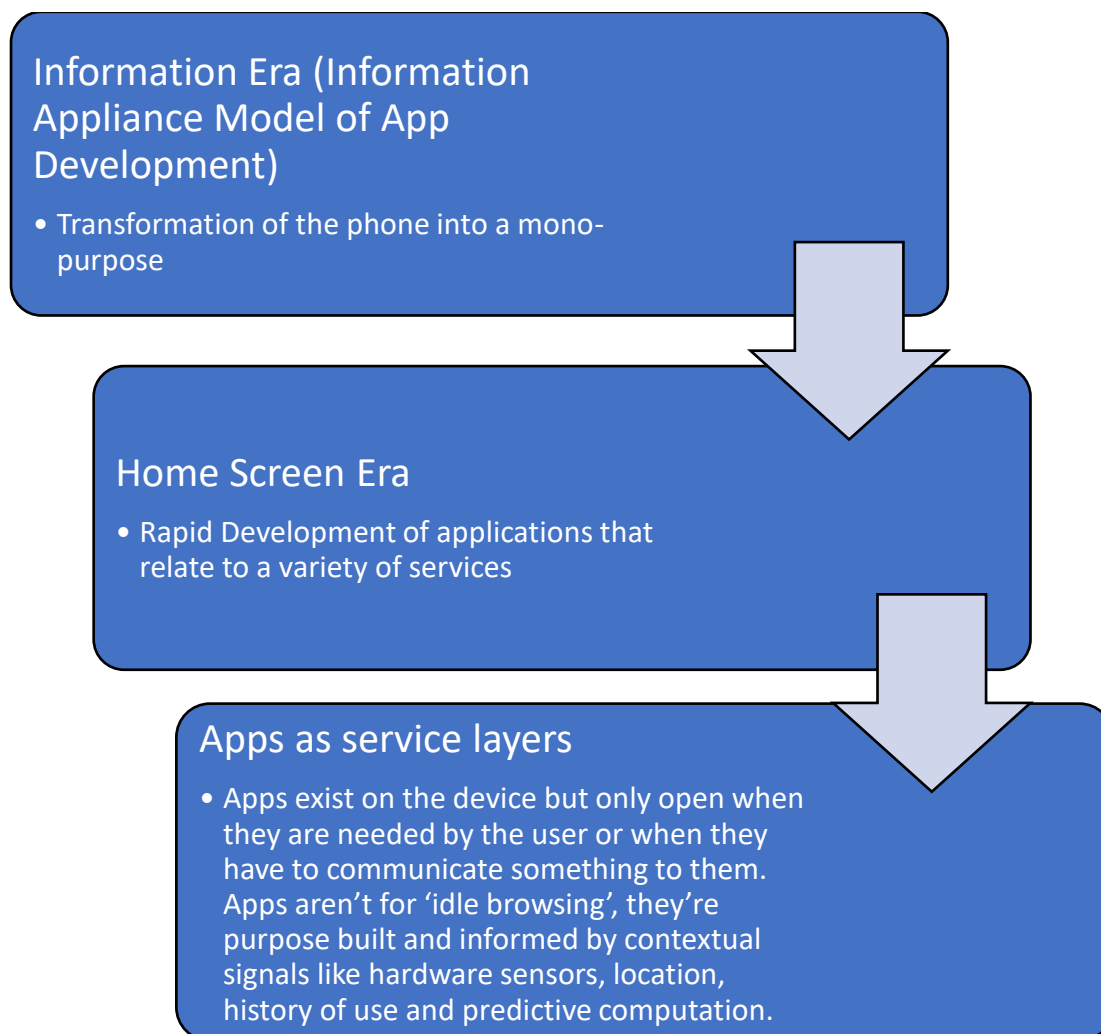 Information Era (Information
Appliance Model of App
Development)
• Transformation of the phone into a mono-
purpose
Home Screen Era
• Rapid Development of applications that
relate to a variety of services
Apps as service layers
• Apps exist on the device but only open when
they are needed by the user or when they
have to communicate something to them.
Apps aren’t for ‘idle browsing’, they’re
purpose built and informed by contextual
signals like hardware sensors, location,
history of use and predictive computation.